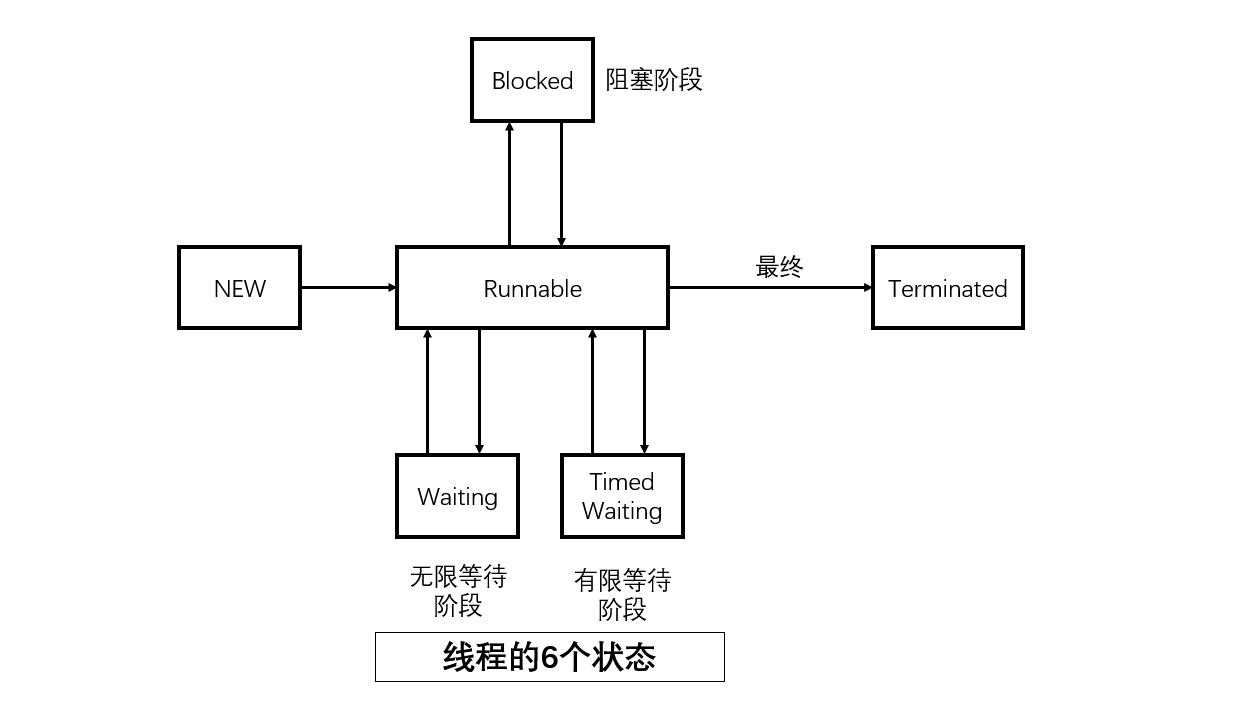 Blocked
阻塞阶段
NEW
Runnable
最终
Terminated
Waiting
Timed
Waiting
无限等待
阶段
有限等待
阶段
线程的6个状态